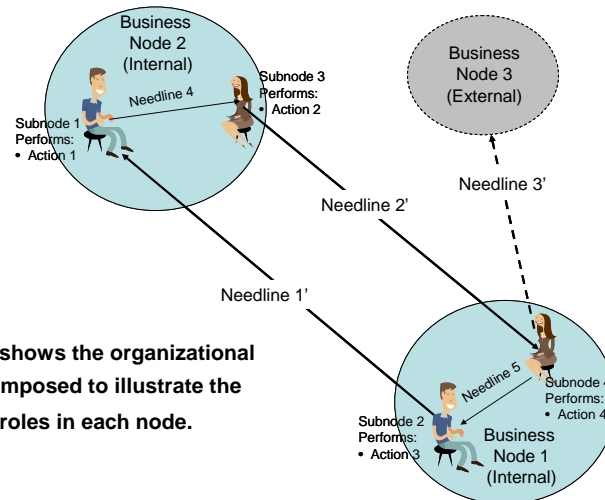 Business
Node 2
(Internal)
Subnode 3
Performs:
• Action 2
Needline 4
Subnode 1
Performs:
• Action 1
Business
Node 3
(External)
Needline 3’
Needline 2’
Needline 1’
shows the organizational
mposed to illustrate the
roles in each node.
Needline 5
Subnode 4
Performs:
• Action 4
Subnode 2
Performs:
• Action 3
Business
Node 1
(Internal)